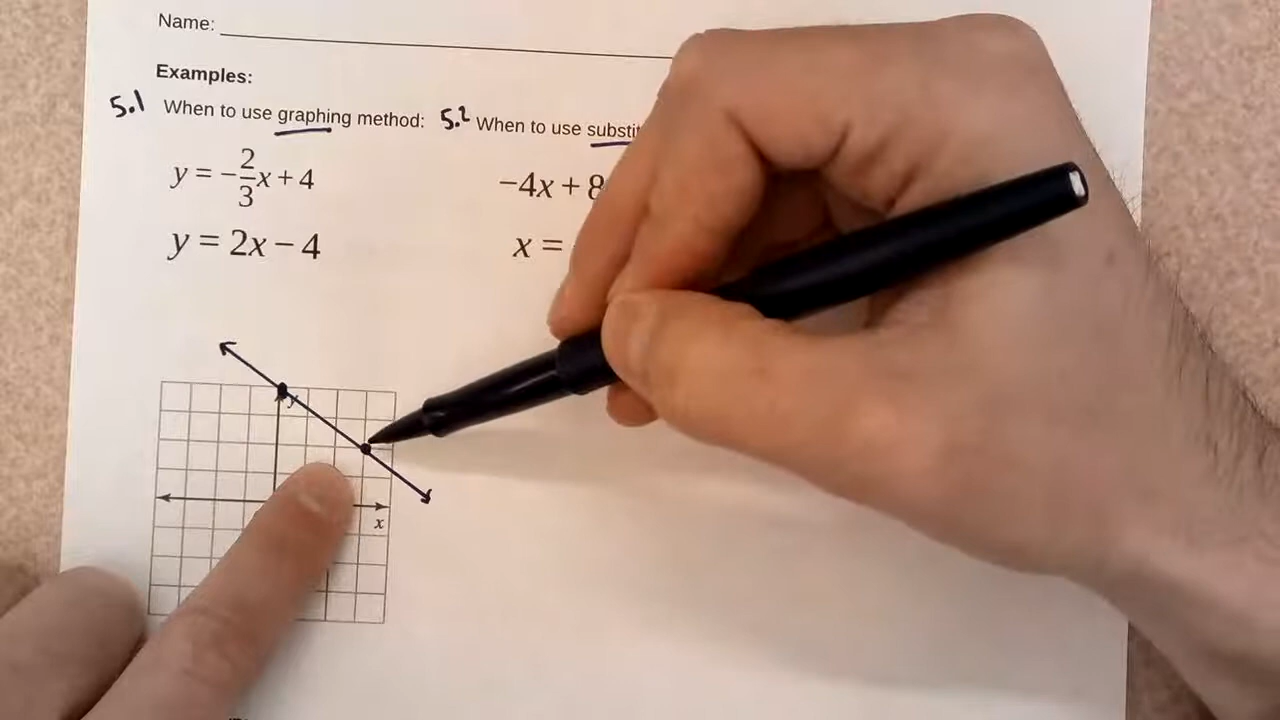 Name:
Examples:
5.1 When to use graphing method:
y = -2/3x + 4
y = 2x - 4
5.2 When to use
-4x + 8
x =
y
x